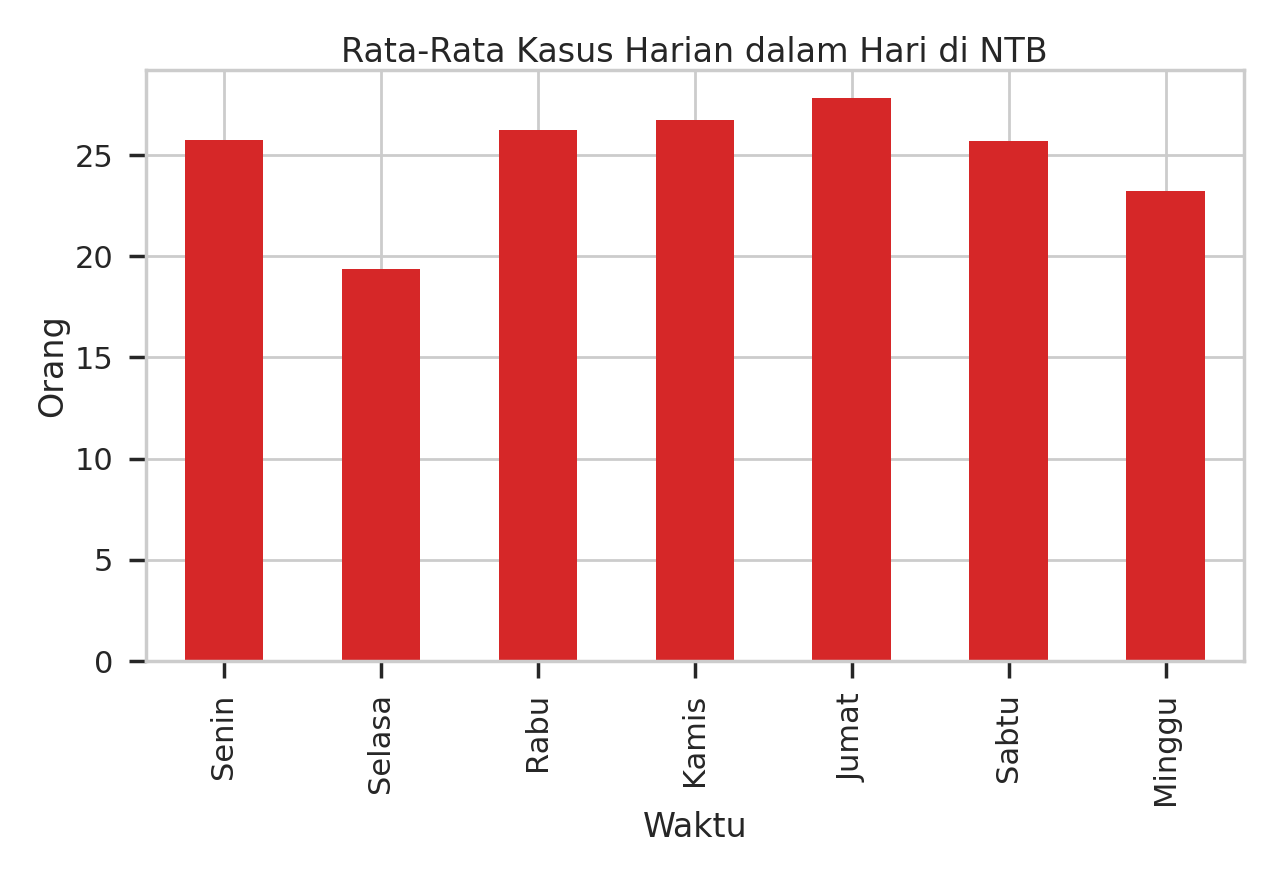 Rata-Rata Kasus Harian dalam Hari di NTB
Orang
25
20
15
10
5
0
Senin
Selasa
Rabu
Kamis
Jumat
Sabtu
Minggu
Waktu